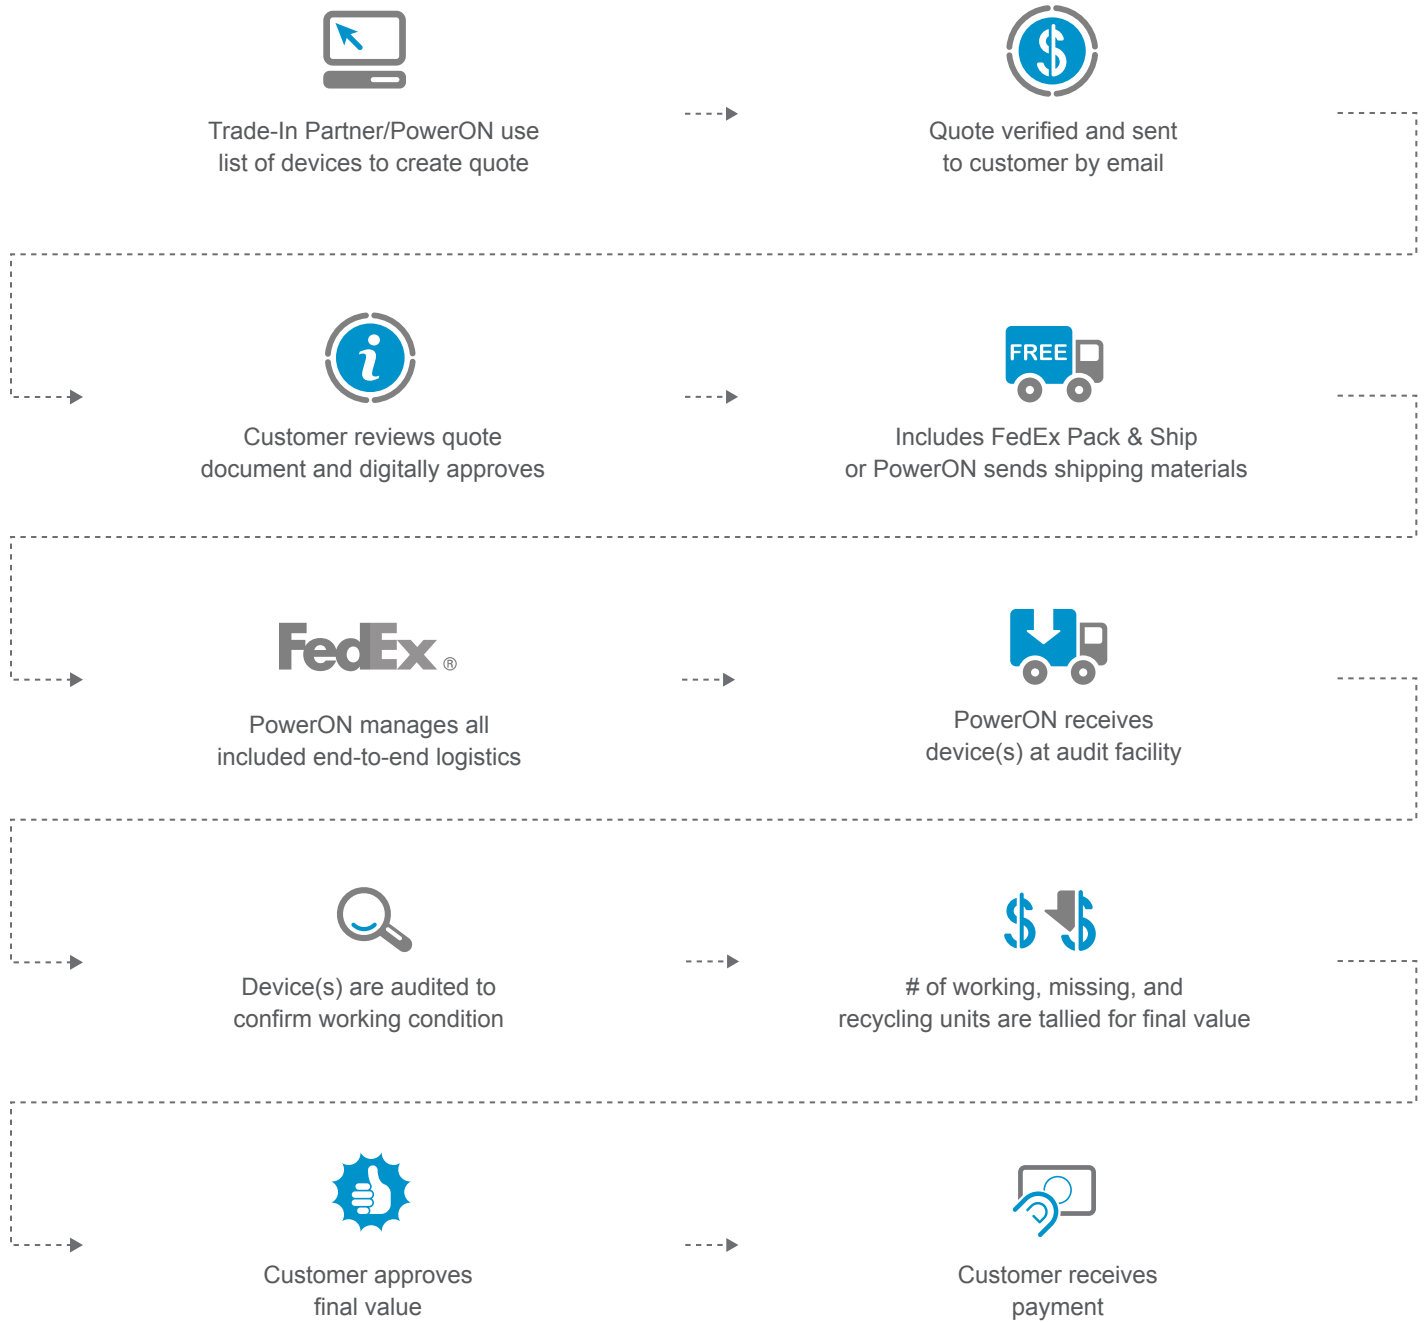 Trade-In Partner/PowerON use
list of devices to create quote
$
Quote verified and sent
to customer by email
i
Customer reviews quote
document and digitally approves
FREE
Includes FedEx Pack & Ship
or PowerON sends shipping materials
FedEx ®
PowerON manages all
included end-to-end logistics
PowerON receives
device(s) at audit facility
Device(s) are audited to
confirm working condition
$ $
# of working, missing, and
recycling units are tallied for final value
Customer approves
final value
Customer receives
payment